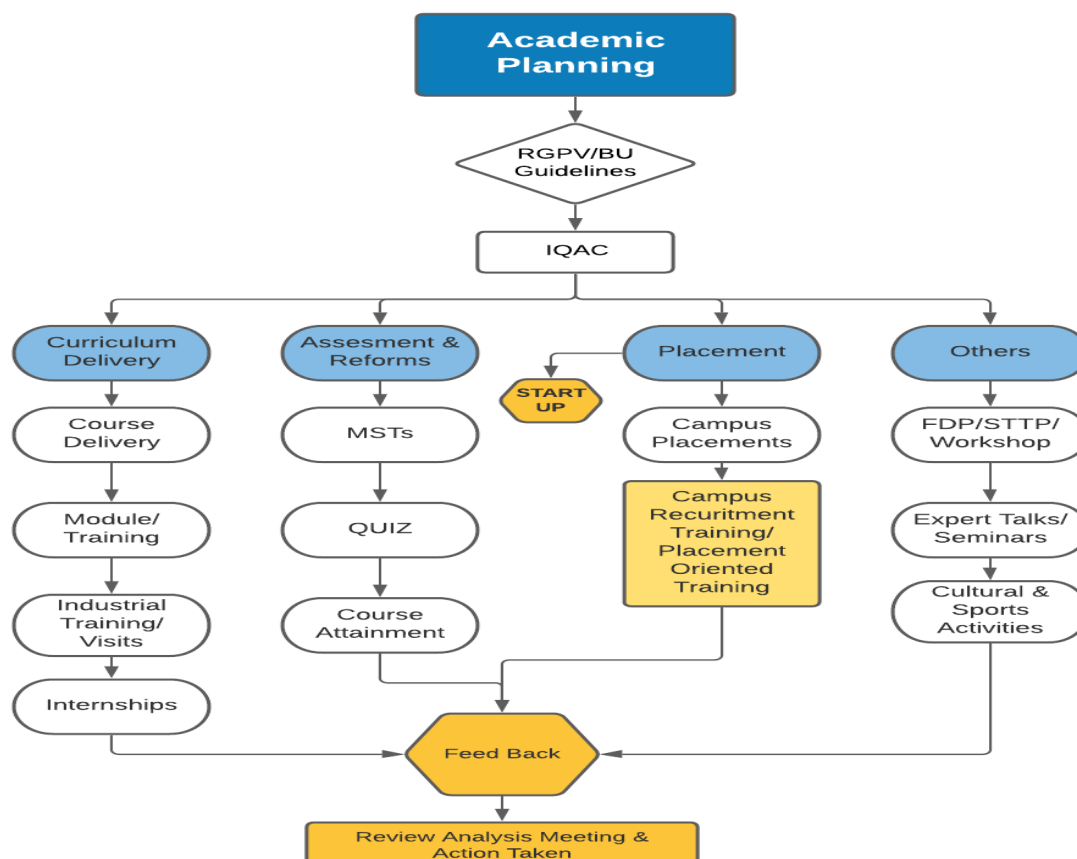 Academic
Planning
RGPV/BU
Guidelines
IQAC
Curriculum
Delivery
Assesment &
Reforms
Placement
Others
START
UP
Course
Delivery
MSTs
Campus
Placements
FDP/STTP/
Workshop
Module/
Training
QUIZ
Campus
Recuritment
Training/
Placement
Oriented
Training
Expert Talks/
Seminars
Industrial
Training/
Visits
Course
Attainment
Cultural &
Sports
Activities
Internships
Feed Back
Review Analysis Meeting &
Action Taken